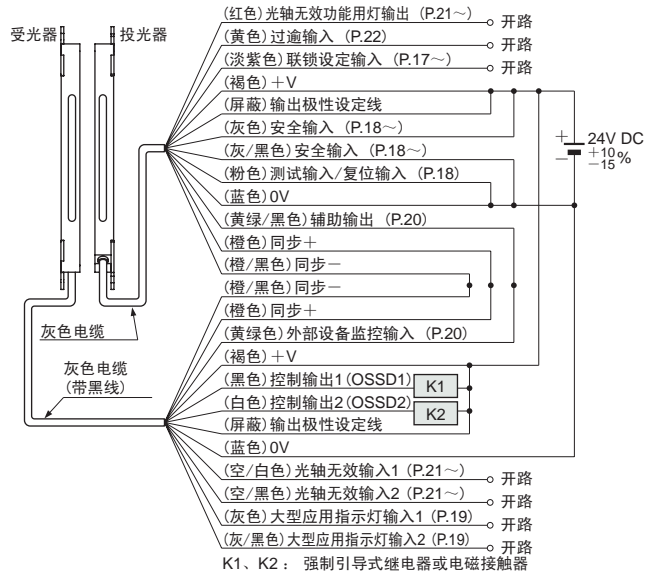 受光器
投光器
(红色)光轴无效功能用灯输出 (P.21～)
开路
(黄色)过逾输入 (P.22)
开路
(淡紫色)联锁设定输入 (P.17～)
开路
(褐色)＋V
(屏蔽)输出极性设定线
(灰色)安全输入 (P.18～)
(灰/黑色)安全输入 (P.18～)
(粉色)测试输入/复位输入 (P.18)
(蓝色)0V
(黄绿/黑色)辅助输出 (P.20)
(橙色)同步＋
(橙/黑色)同步－
＋
－
24V DC
＋10
－15 %
(橙/黑色)同步－
(橙色)同步＋
(黄绿色)外部设备监控输入 (P.20)
(褐色)＋V
(黑色)控制输出1(OSSD1)
K1
(白色)控制输出2(OSSD2)
K2
(屏蔽)输出极性设定线
(蓝色)0V
(空/白色)光轴无效输入1 (P.21～)
开路
(空/黑色)光轴无效输入2 (P.21～)
开路
(灰色)大型应用指示灯输入1 (P.19)
开路
(灰/黑色)大型应用指示灯输入2 (P.19)
开路
灰色电缆
灰色电缆
(带黑线)
K1、K2： 强制引导式继电器或电磁接触器